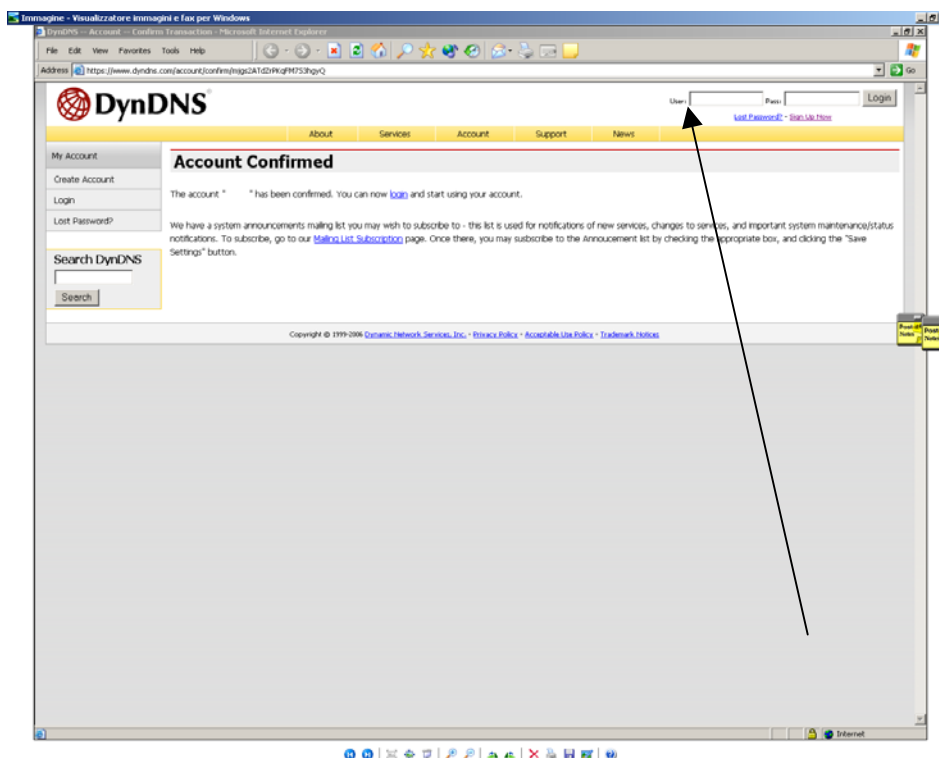 Immagine - Visualizzatore immagini e fax per Windows
DynDNS -- Account -- Confirm Transaction - Microsoft Internet Explorer
File Edit View Favorites Tools Help
Address https://www.dyndns.com/account/confirm/ Go
DynDNS
User: Pass: Login
Lost Password? - Sign Up Now
About Services Account Support News
My Account
Create Account
Login
Lost Password?
Search DynDNS
Search
Account Confirmed
The account " " has been confirmed. You can now login and start using your account.
We have a system announcements mailing list you may wish to subscribe to - this list is used for notifications of new services, changes to services, and important system maintenance/status
notifications. To subscribe, go to our Mailing List Subscription page. Once there, you may susbscribe to the Annoucement list by checking the appropriate box, and clicking the "Save
Settings" button.
Copyright © 1999-2006 Dynamic Network Services, Inc. - Privacy Policy - Acceptable Use Policy - Trademark Notices
Internet